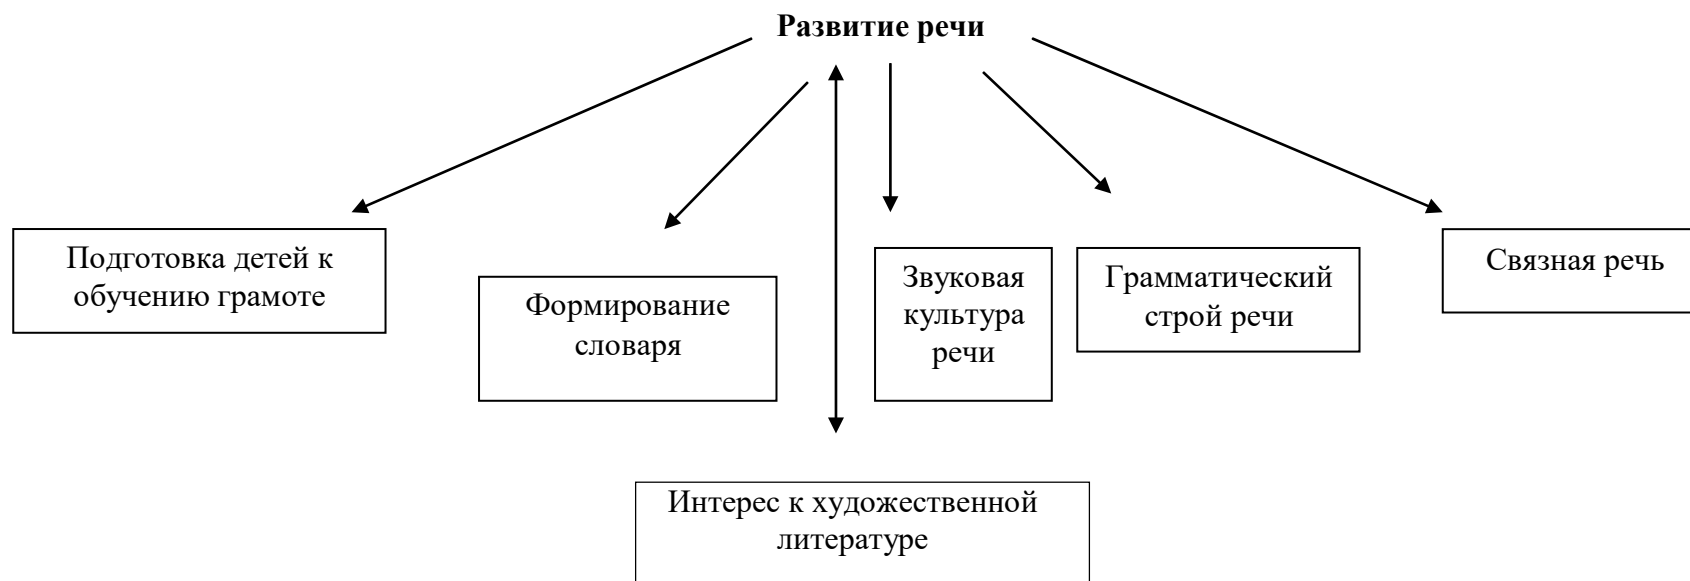 Развитие речи
Подготовка детей к
обучению грамоте
Формирование
словаря
Звуковая
культура
речи
Грамматический
строй речи
Связная речь
Интерес к художественной
литературе